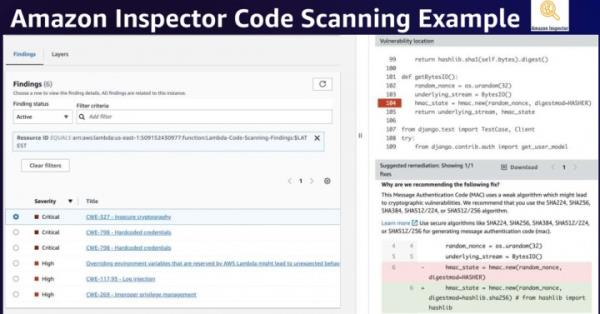 Amazon Inspector Code Scanning Example
Amazon Inspector
Findings
Layers
Findings (6)
Choose a row to view the finding details. All findings are related to this instance.
Finding status
Filter criteria
Active
Add filter
Resource ID EQUALS arn:aws:lambda:us-east-1:509152430977:function:Lambda-Code-Scanning-Findings:$LAT
EST
Clear filters
1
Severity
Title
Critical
CWE-327 - Insecure cryptography
Critical
CWE-798 - Hardcoded credentials
Critical
CWE-798 - Hardcoded credentials
High
Overriding environment variables that are reserved by AWS Lambda might lead to unexpected behav
High
CWE-117,93 - Log injection
High
CWE-269 - Improper privilege management
Vulnerability location
99 return hashlib.sha1(self.bytes).digest()
100
101 def getBytesIO():
102 random_nonce = os.urandom(32)
103 underlying_stream = BytesIO()
104 hmac_state = hmac.new(random_nonce, digestmod=HASHER)
105 return underlying_stream, hmac_state
106
107 from django.test import TestCase, Client
108 try:
109 from django.contrib.auth import get_user_model
Suggested remediation: Showing 1/1
fixes
Download
1
Why are we recommending the following fix?
This Message Authentication Code (MAC) uses a weak algorithm which might lead
to cryptographic vulnerabilities. We recommend that you use the SHA224, SHA256,
SHA384, SHA512/224, or SHA512/256 algorithm.
Learn more Use secure algorithms like SHA224, SHA256, SHA384, SHA512/224,
or SHA512/256 for generating message authentication code (mac).
4 4 random_nonce = os.urandom(32)
5 5 underlying_stream = BytesIO()
6 - hmac_state = hmac.new(random_nonce,
digestmod=HASHER)
6 + hmac_state = hmac.new(random_nonce,
digestmod=hashlib.sha256) # from hashlib import
hashlib